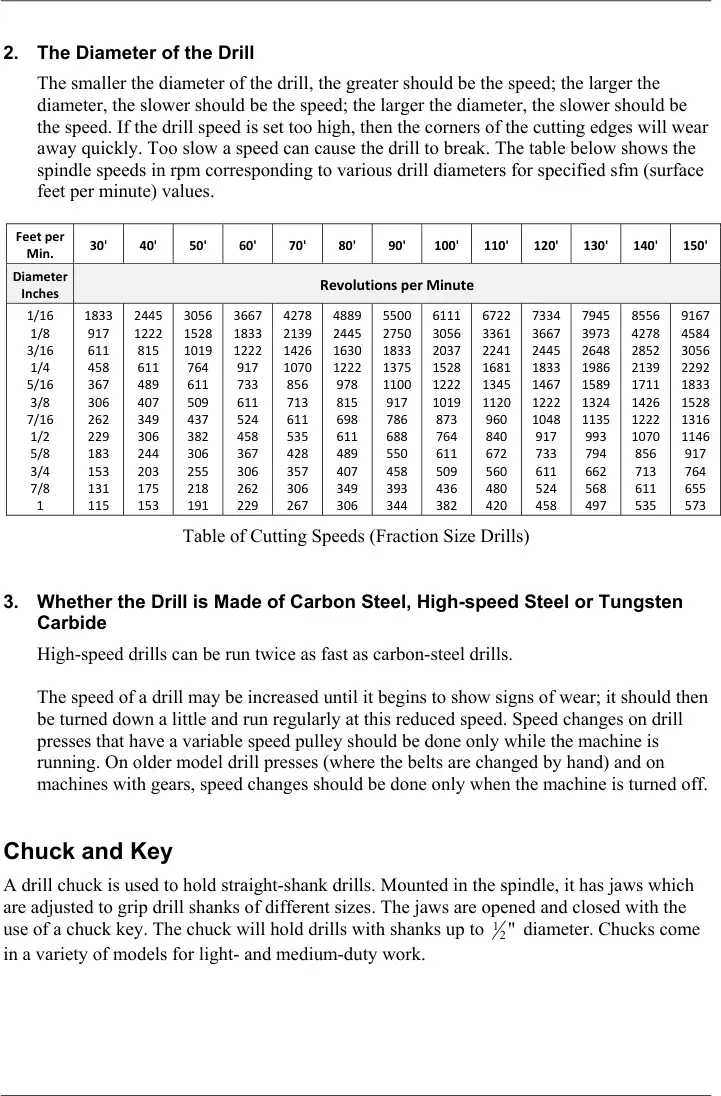 2. The Diameter of the Drill
The smaller the diameter of the drill, the greater should be the speed; the larger the
diameter, the slower should be the speed; the larger the diameter, the slower should be
the speed. If the drill speed is set too high, then the corners of the cutting edges will wear
away quickly. Too slow a speed can cause the drill to break. The table below shows the
spindle speeds in rpm corresponding to various drill diameters for specified sfm (surface
feet per minute) values.
Feet per Min. 30' 40' 50' 60' 70' 80' 90' 100' 110' 120' 130' 140' 150'
Diameter Inches Revolutions per Minute
1/16 1833 2445 3056 3667 4278 4889 5500 6111 6722 7334 7945 8556 9167
1/8 917 1222 1528 1833 2139 2445 2750 3056 3361 3667 3973 4278 4584
3/16 611 815 1019 1222 1426 1630 1833 2037 2241 2445 2648 2852 3056
1/4 458 611 764 917 1070 1222 1375 1528 1681 1833 1986 2139 2292
5/16 367 489 611 733 856 978 1100 1222 1345 1467 1589 1711 1833
3/8 306 407 509 611 713 815 917 1019 1120 1222 1324 1426 1528
7/16 262 349 437 524 611 698 786 873 960 1048 1135 1222 1316
1/2 229 306 382 458 535 611 688 764 840 917 993 1070 1146
5/8 183 244 306 367 428 489 550 611 672 733 794 856 917
3/4 153 203 255 306 357 407 458 509 560 611 662 713 764
7/8 131 175 218 262 306 349 393 436 480 524 568 611 655
1 115 153 191 229 267 306 344 382 420 458 497 535 573
Table of Cutting Speeds (Fraction Size Drills)
3. Whether the Drill is Made of Carbon Steel, High-speed Steel or Tungsten
Carbide
High-speed drills can be run twice as fast as carbon-steel drills.
The speed of a drill may be increased until it begins to show signs of wear; it should then
be turned down a little and run regularly at this reduced speed. Speed changes on drill
presses that have a variable speed pulley should be done only while the machine is
running. On older model drill presses (where the belts are changed by hand) and on
machines with gears, speed changes should be done only when the machine is turned off.
Chuck and Key
A drill chuck is used to hold straight-shank drills. Mounted in the spindle, it has jaws which
are adjusted to grip drill shanks of different sizes. The jaws are opened and closed with the
use of a chuck key. The chuck will hold drills with shanks up to ½" diameter. Chucks come
in a variety of models for light- and medium-duty work.